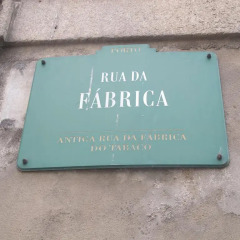 PORTO
RUA DA
FÁBRICA
ANTIGA RUA DA FÁBRICA
DO TABACO